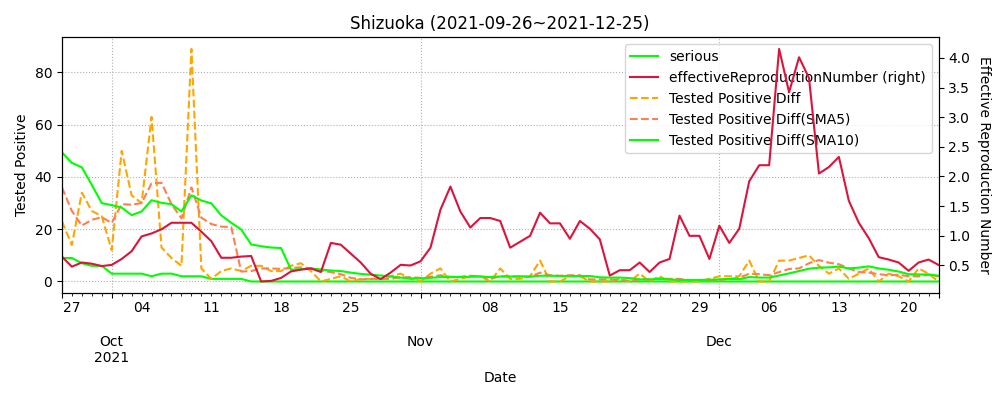 Shizuoka (2021-09-26~2021-12-25)
serious
effectiveReproductionNumber (right)
Tested Positive Diff
Tested Positive Diff(SMA5)
Tested Positive Diff(SMA10)
Tested Positive
80
60
40
20
0
4.0
3.5
3.0
2.5
2.0
1.5
1.0
0.5
Effective Reproduction Number
27 04 11 18 25 08 15 22 29 06 13 20
Oct Nov Dec
2021
Date